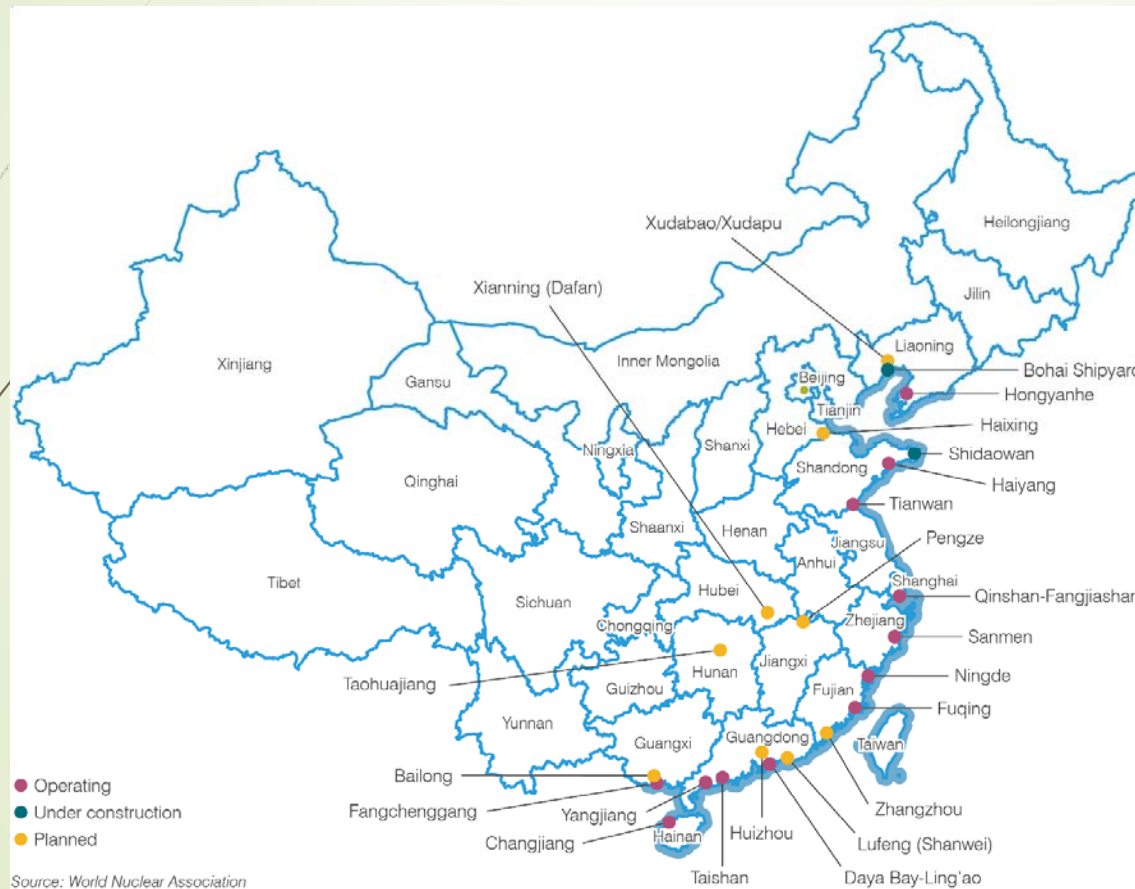 Heilongjiang
Xudabao/Xudapu
Jilin
Xianning (Dafan)
Liaoning
Inner Mongolia
Xinjiang
Bohai Shipyard
Gansu
Beijing
Hongyanhe
Tianjin
Haixing
Hebei
Shanxi
Ningxia
Shidaowan
Shandong
Qinghai
Haiyang
Tianwan
Shaanxi
Henan
Jiangsu
Pengze
Anhui
Tibet
Shanghai
Hubei
Qinshan-Fangjiashan
Sichuan
Zhejiang
Chongqing
Sanmen
Jiangxi
Hunan
Taohuajiang
Ningde
Guizhou
Fujian
Fuqing
Yunnan
Guangdong
Guangxi
Taiwan
Bailong
Operating
Fangchenggang
Zhangzhou
Under construction
Yangjiang
Huizhou
Hainan
Planned
Changjiang
Lufeng (Shanwei)
Taishan
Daya Bay-Ling'ao
Source: World Nuclear Association